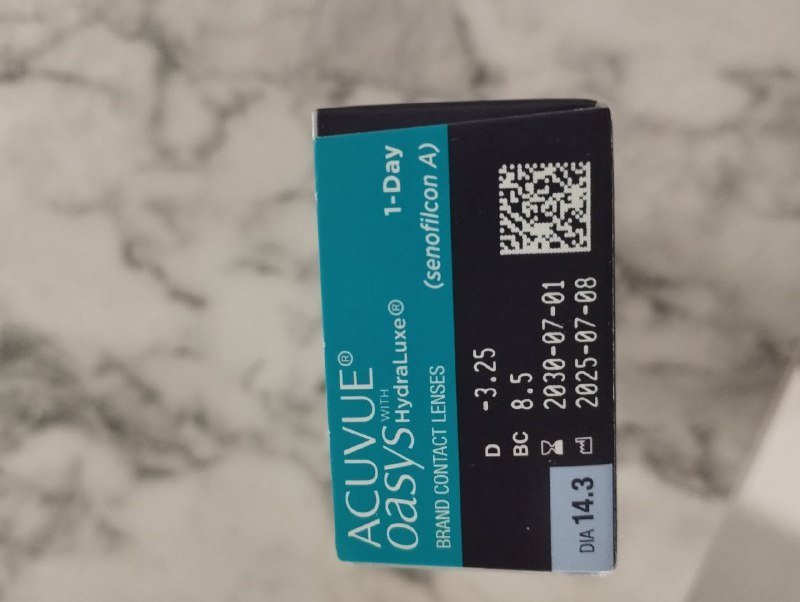 ACUVUE®
oasys WITH
HydraLuxe® 1-Day
BRAND CONTACT LENSES (senofilcon A)
D -3.25
BC 8.5
2030-07-01
2025-07-08
DIA 14.3